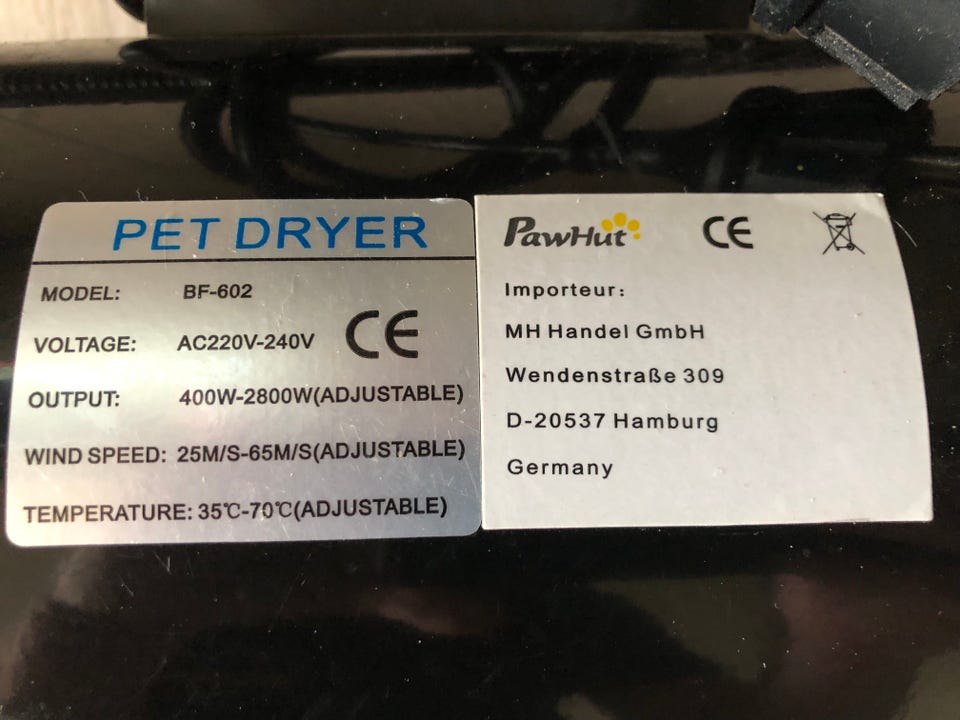 PET DRYER
MODEL: BF-602
VOLTAGE: AC220V-240V CE
OUTPUT: 400W-2800W(ADJUSTABLE)
WIND SPEED: 25M/S-65M/S(ADJUSTABLE)
TEMPERATURE: 35℃-70℃(ADJUSTABLE)
PawHut CE
Importeur:
MH Handel GmbH
Wendenstraße 309
D-20537 Hamburg
Germany